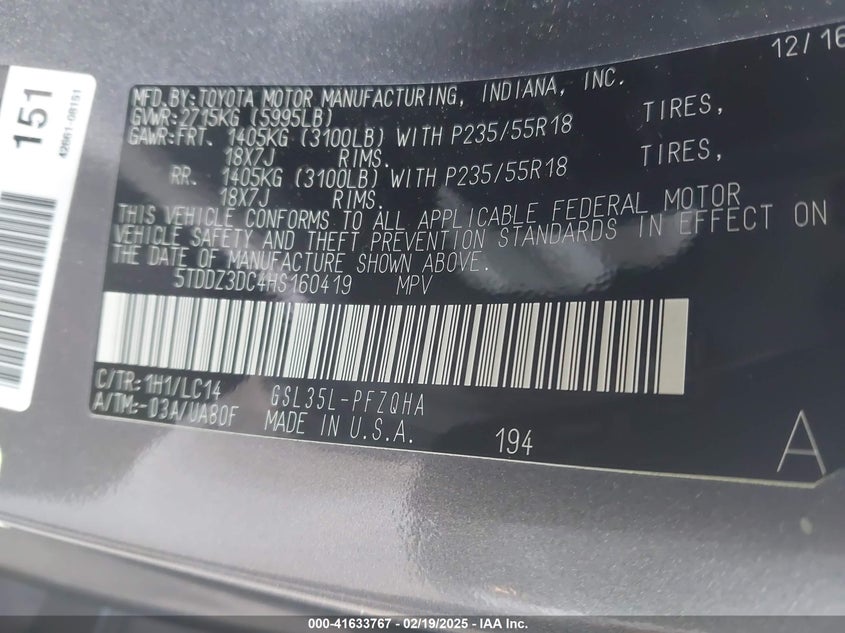 12/16
MFD.BY:TOYOTA MOTOR MANUFACTURING, INDIANA, INC.
GVWR:2715KG (5995LB)
GAWR:FRT. 1405KG (3100LB) WITH P235/55R18 TIRES,
18X7J RIMS.
RR. 1405KG (3100LB) WITH P235/55R18 TIRES,
18X7J RIMS.
THIS VEHICLE CONFORMS TO ALL APPLICABLE FEDERAL MOTOR
VEHICLE SAFETY AND THEFT PREVENTION STANDARDS IN EFFECT ON
THE DATE OF MANUFACTURE SHOWN ABOVE.
5TDDZ3DC4HS160419 MPV
C/TR:1H1/LC14 GSL35L-PFZQHA
A/TM:-03A/UA80F MADE IN U.S.A.
194
A
151
42661-08151
000-41633767 - 02/19/2025 - IAA Inc.